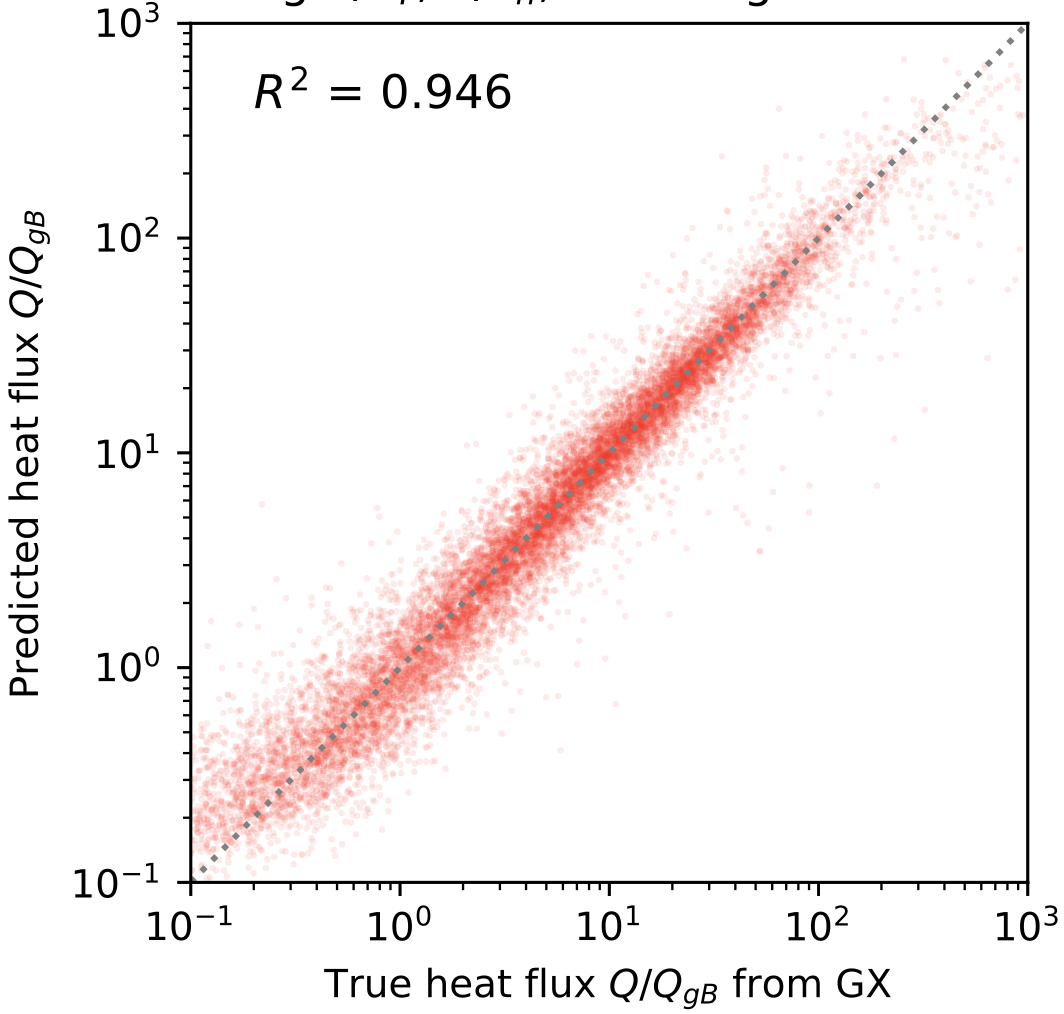 10³
R² = 0.946
10²
10¹
10⁰
10⁻¹
Predicted heat flux Q/Q_gB
10⁻¹ 10⁰ 10¹ 10² 10³
True heat flux Q/Q_gB from GX